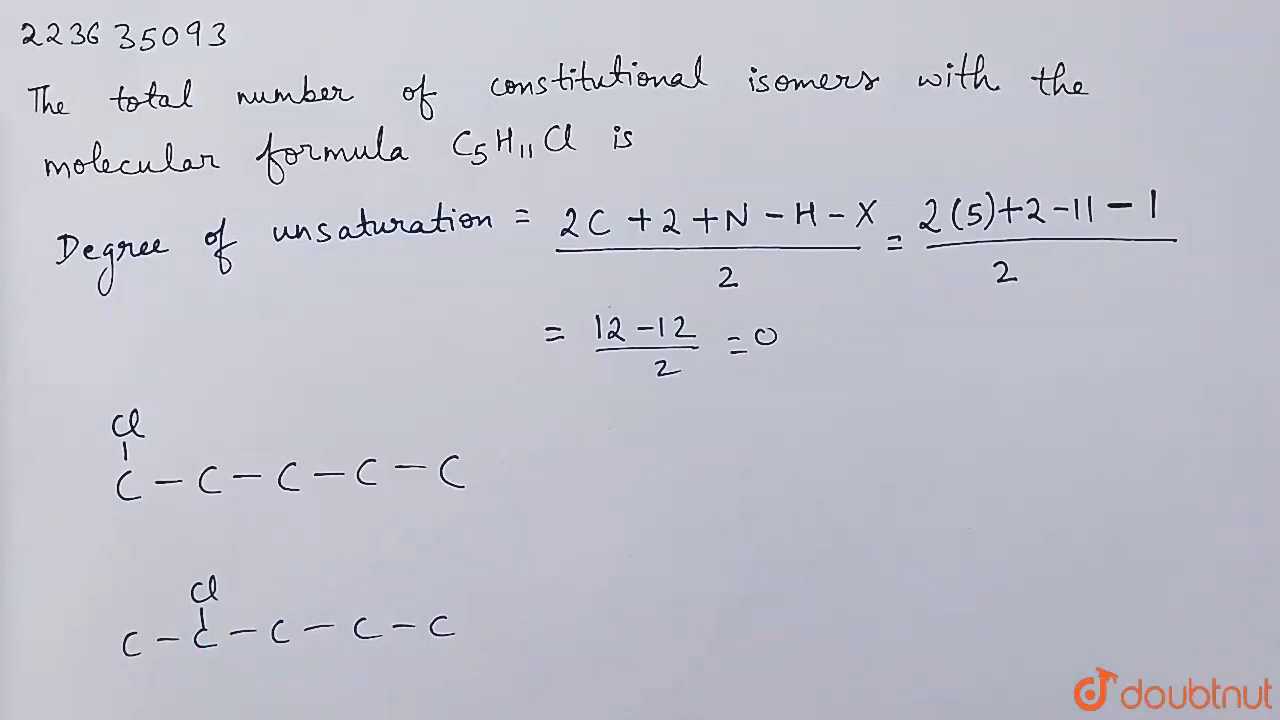 2236 35093
The total number of constitutional isomers with the
molecular formula C₅H₁₁Cl is
Degree of unsaturation = 2C + 2 + N - H - X / 2 = 2(5) + 2 - 11 - 1 / 2
= 12 - 12 / 2 = 0
Cl
|
C - C - C - C - C
Cl
|
C - C - C - C - C
doubtnut